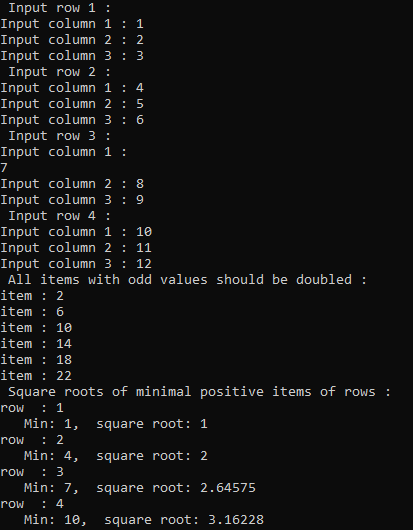 Input row 1 :
Input column 1 : 1
Input column 2 : 2
Input column 3 : 3
Input row 2 :
Input column 1 : 4
Input column 2 : 5
Input column 3 : 6
Input row 3 :
Input column 1 :
7
Input column 2 : 8
Input column 3 : 9
Input row 4 :
Input column 1 : 10
Input column 2 : 11
Input column 3 : 12
All items with odd values should be doubled :
item : 2
item : 6
item : 10
item : 14
item : 18
item : 22
Square roots of minimal positive items of rows :
row  : 1
Min: 1,  square root: 1
row  : 2
Min: 4,  square root: 2
row  : 3
Min: 7,  square root: 2.64575
row  : 4
Min: 10,  square root: 3.16228